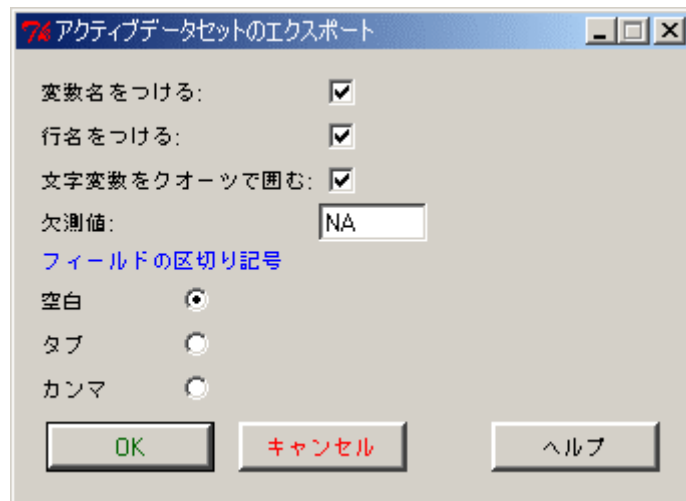 アクティブデータセットのエクスポート
変数名をつける:
行名をつける:
文字変数をクオーツで囲む:
欠測値: NA
フィールドの区切り記号
空白
タブ
カンマ
OK キャンセル ヘルプ